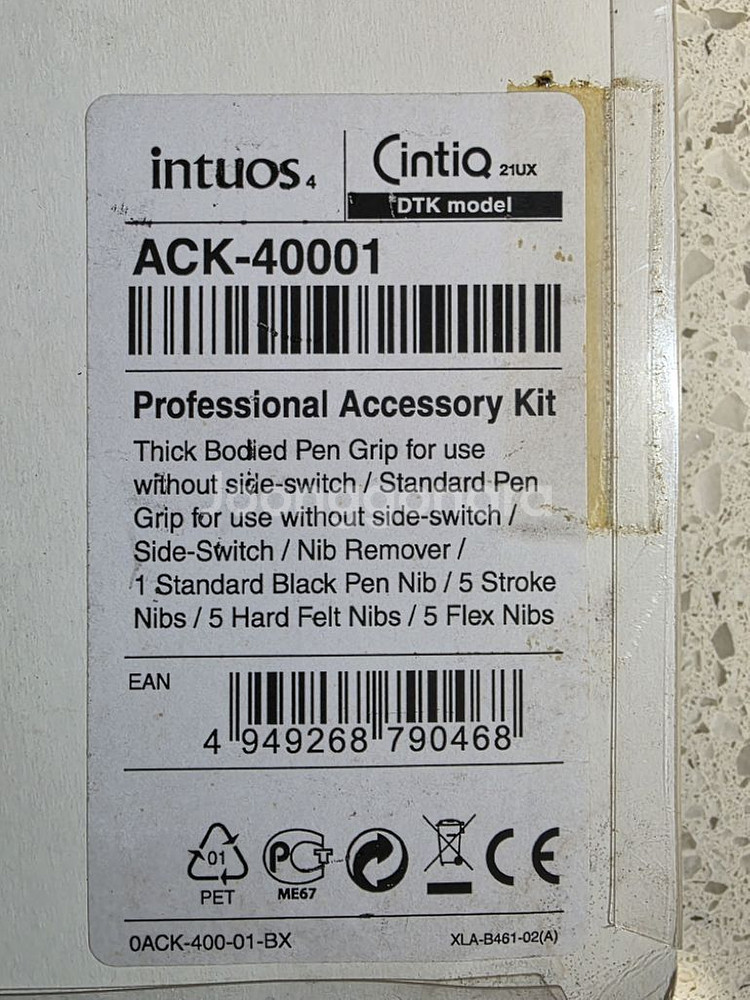 intuos 4
Cintiq 21UX
DTK model
ACK-40001
Professional Accessory Kit
Thick Bodied Pen Grip for use
without side-switch / Standard Pen
Grip for use without side-switch /
Side-Switch / Nib Remover /
1 Standard Black Pen Nib / 5 Stroke
Nibs / 5 Hard Felt Nibs / 5 Flex Nibs
EAN
4 949268 790468
01
PET
PCT
ME67
CE
0ACK-400-01-BX
XLA-B461-02(A)